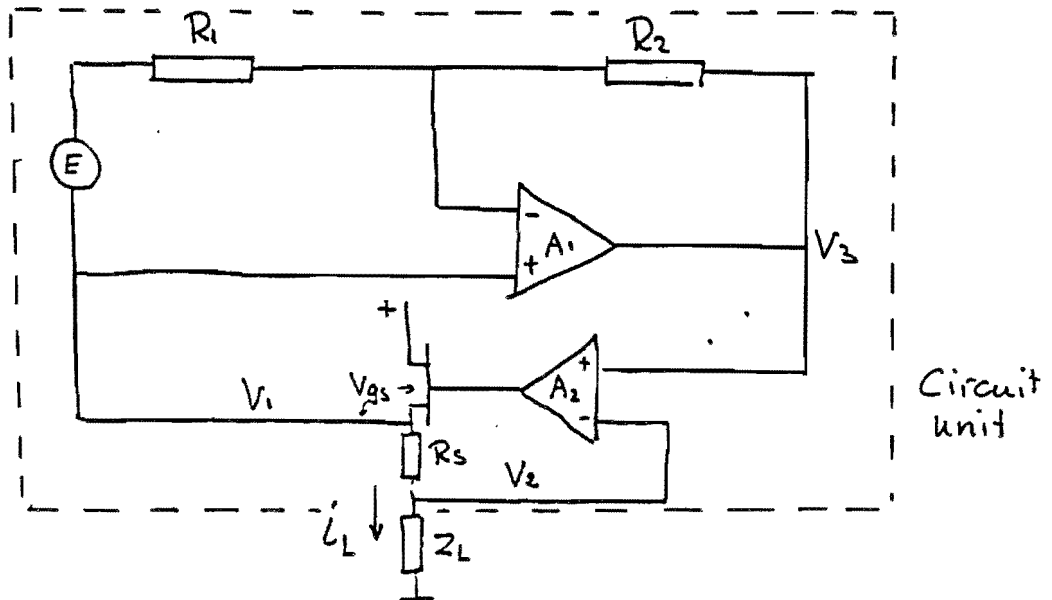 R1
R2
E
-
A1
+
V3
+
Vgs →
A2
+
-
V1
Rs
V2
iL ↓
ZL
Circuit
unit